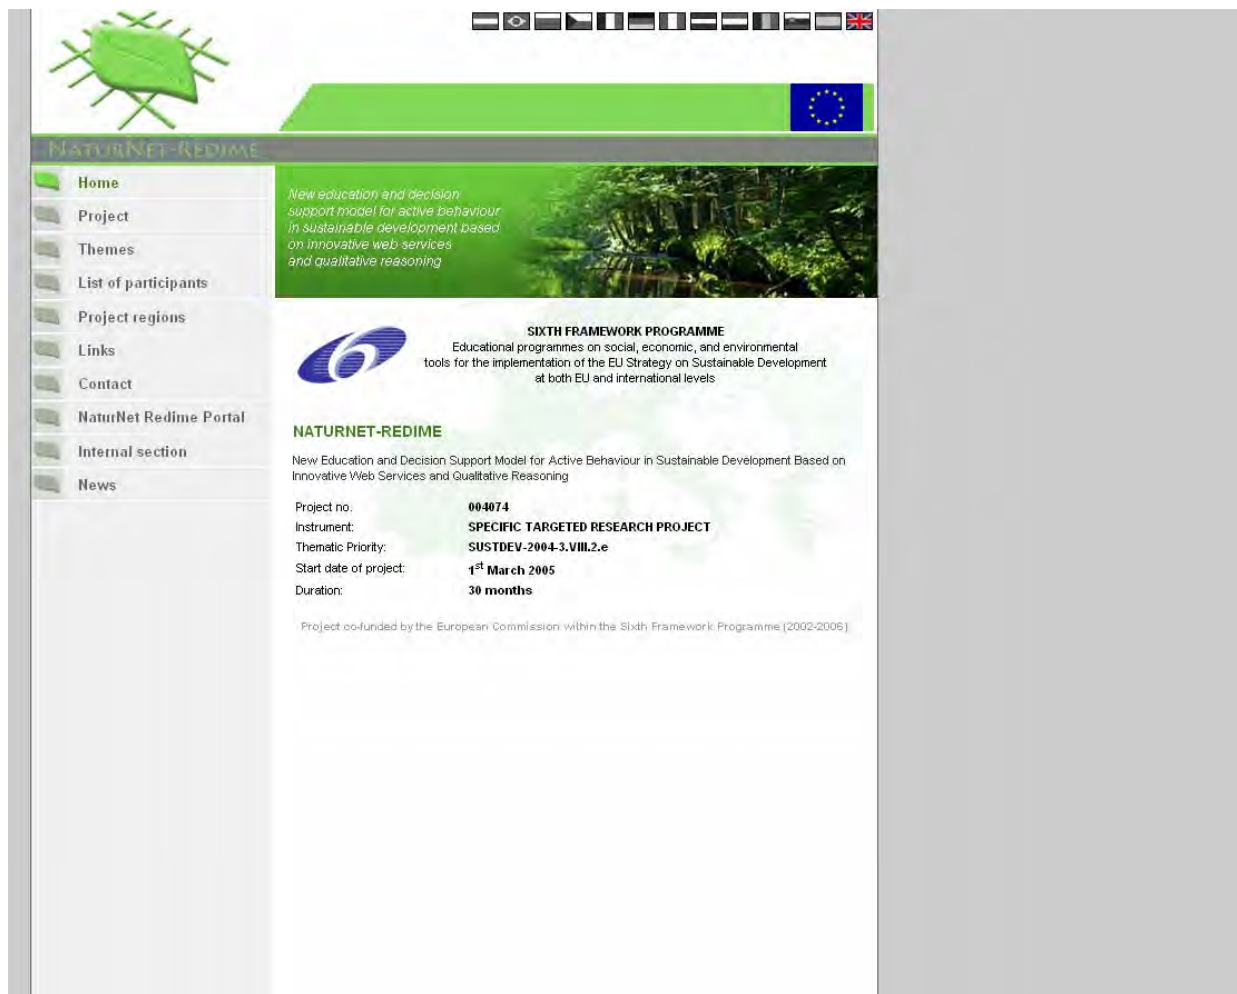 NATURNET-REDIME
Home
Project
Themes
List of participants
Project regions
Links
Contact
NaturNet Redime Portal
Internal section
News
New education and decision
support model for active behaviour
in sustainable development based
on innovative web services
and qualitative reasoning
6
SIXTH FRAMEWORK PROGRAMME
Educational programmes on social, economic, and environmental
tools for the implementation of the EU Strategy on Sustainable Development
at both EU and international levels
NATURNET-REDIME
New Education and Decision Support Model for Active Behaviour in Sustainable Development Based on
Innovative Web Services and Qualitative Reasoning
Project no. 004074
Instrument: SPECIFIC TARGETED RESEARCH PROJECT
Thematic Priority: SUSTDEV-2004-3.VIII.2.e
Start date of project: 1st March 2005
Duration: 30 months
Project co-funded by the European Commission within the Sixth Framework Programme (2002-2006)